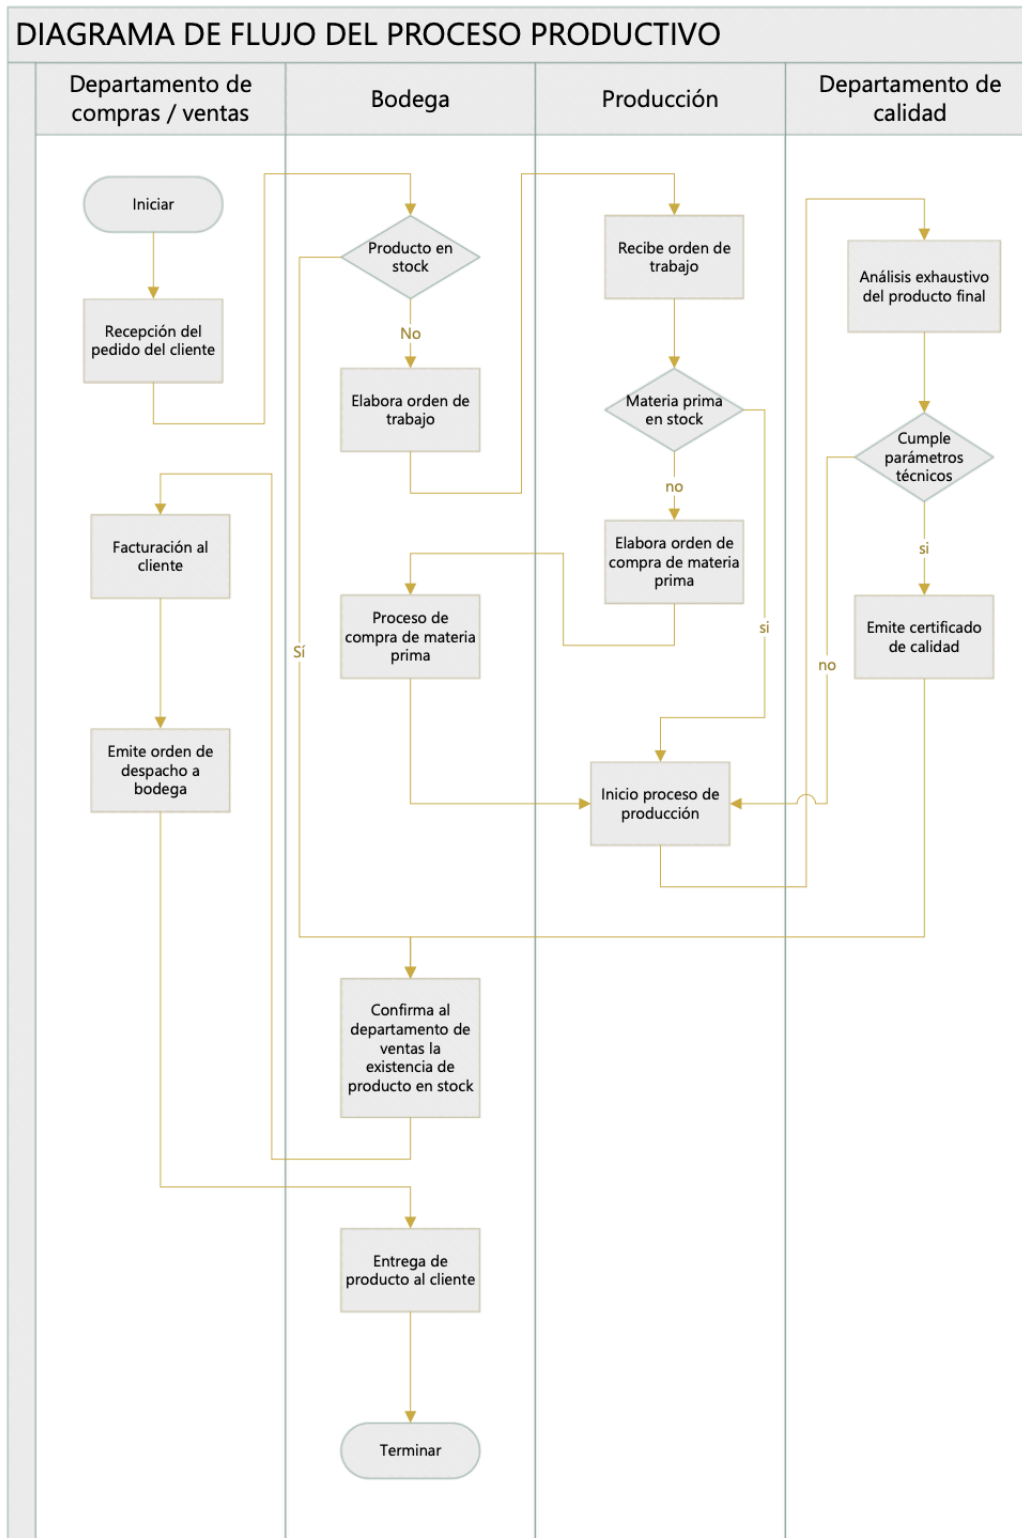 DIAGRAMA DE FLUJO DEL PROCESO PRODUCTIVO
Departamento de
compras / ventas
Bodega
Producción
Departamento de
calidad
Iniciar
Recepción del
pedido del cliente
Facturación al
cliente
Emite orden de
despacho a
bodega
Producto en
stock
No
Elabora orden de
trabajo
Proceso de
compra de materia
prima
Sí
Confirma al
departamento de
ventas la
existencia de
producto en stock
Entrega de
producto al cliente
Terminar
Recibe orden de
trabajo
Materia prima
en stock
no
Elabora orden de
compra de materia
prima
si
Inicio proceso de
producción
Análisis exhaustivo
del producto final
Cumple
parámetros
técnicos
si
Emite certificado
de calidad
no